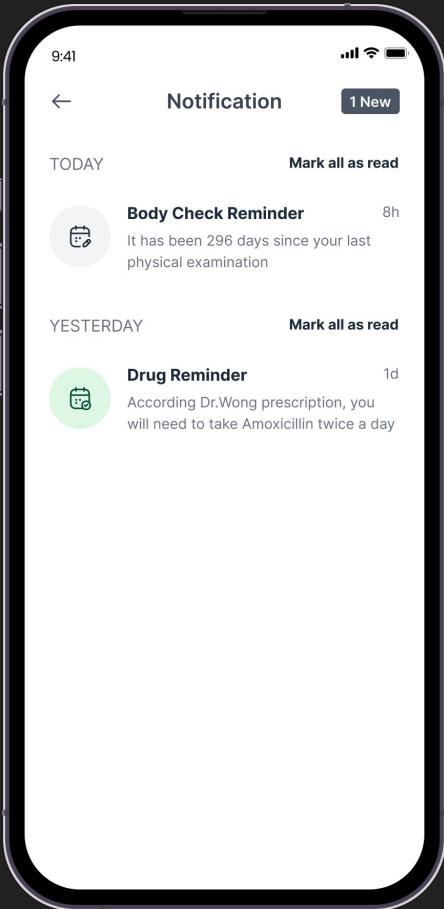 9:41
Notification
1 New
TODAY
Mark all as read
Body Check Reminder
8h
It has been 296 days since your last
physical examination
YESTERDAY
Mark all as read
Drug Reminder
1d
According Dr.Wong prescription, you
will need to take Amoxicillin twice a day